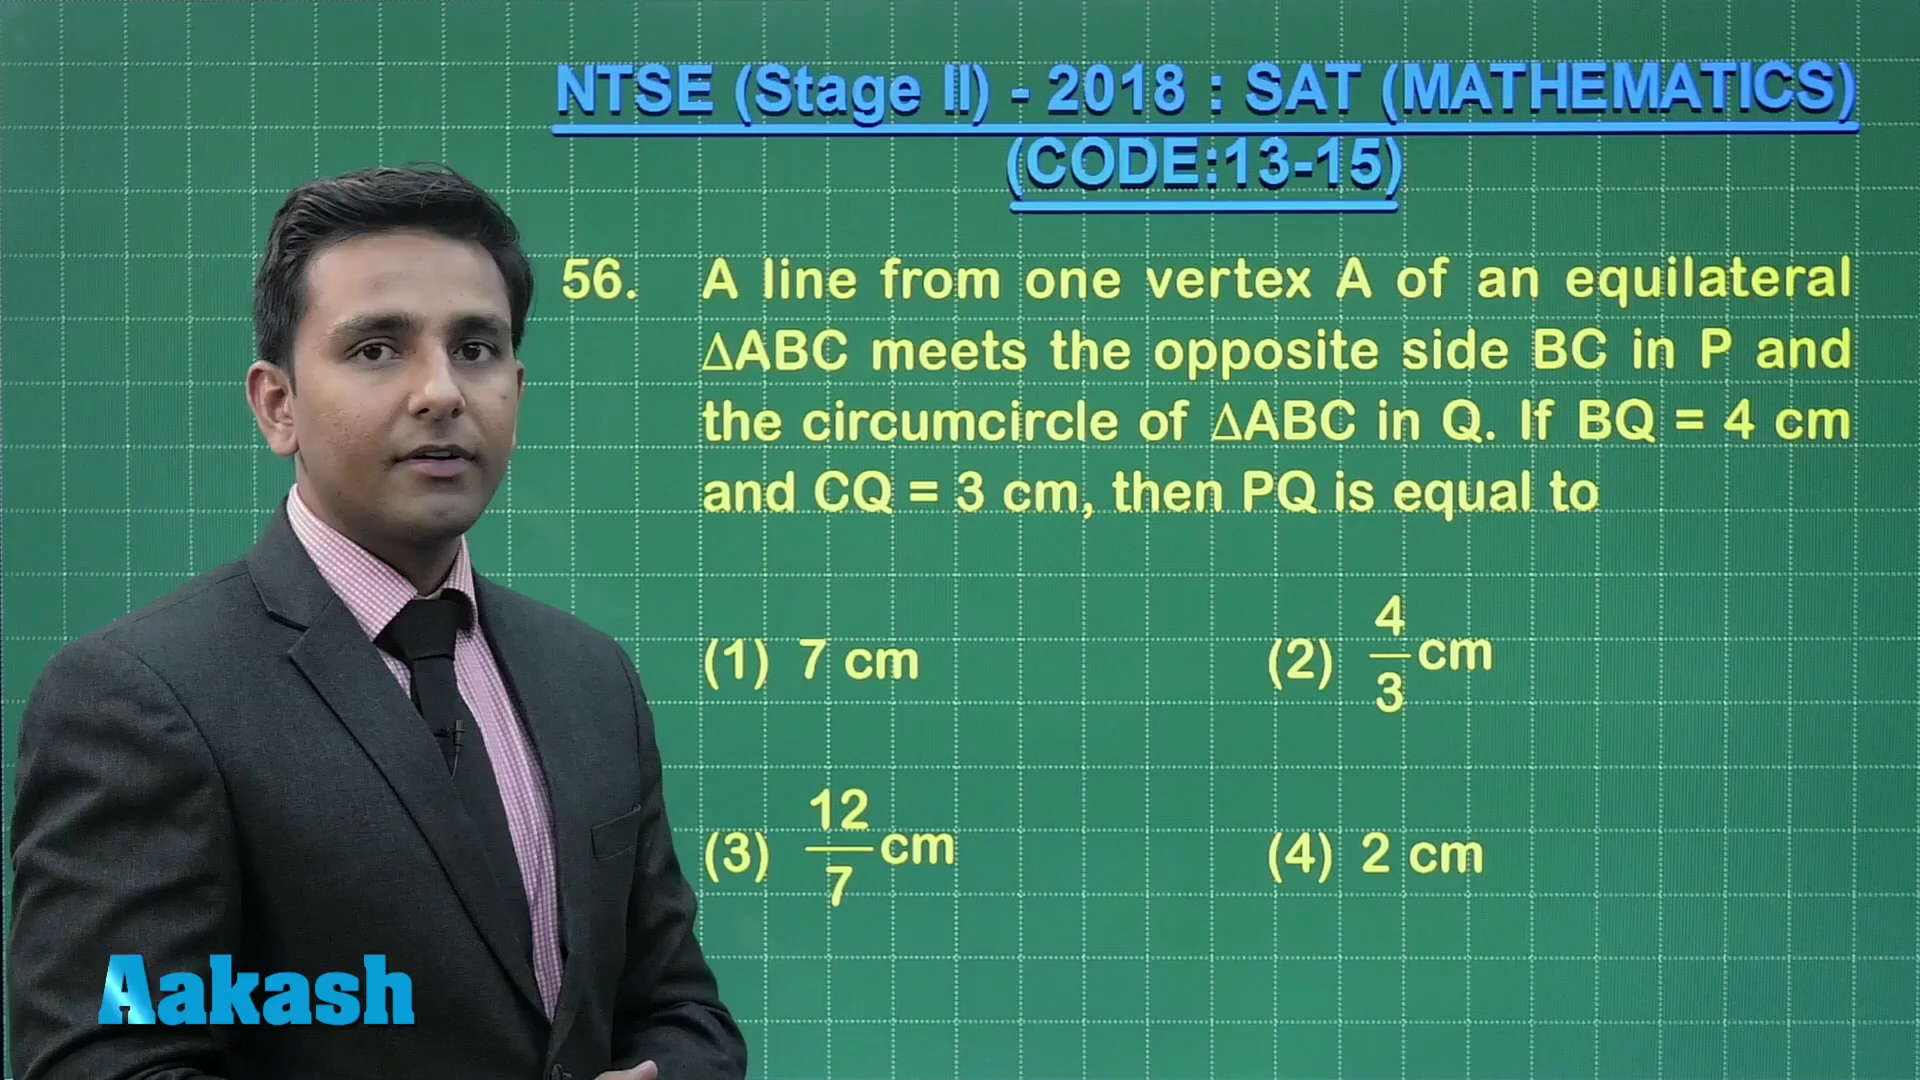 NTSE (Stage II) - 2018 : SAT (MATHEMATICS)
(CODE:13-15)
56. A line from one vertex A of an equilateral
ΔABC meets the opposite side BC in P and
the circumcircle of ΔABC in Q. If BQ = 4 cm
and CQ = 3 cm, then PQ is equal to
(1) 7 cm (2) 4/3 cm
(3) 12/7 cm (4) 2 cm
Aakash